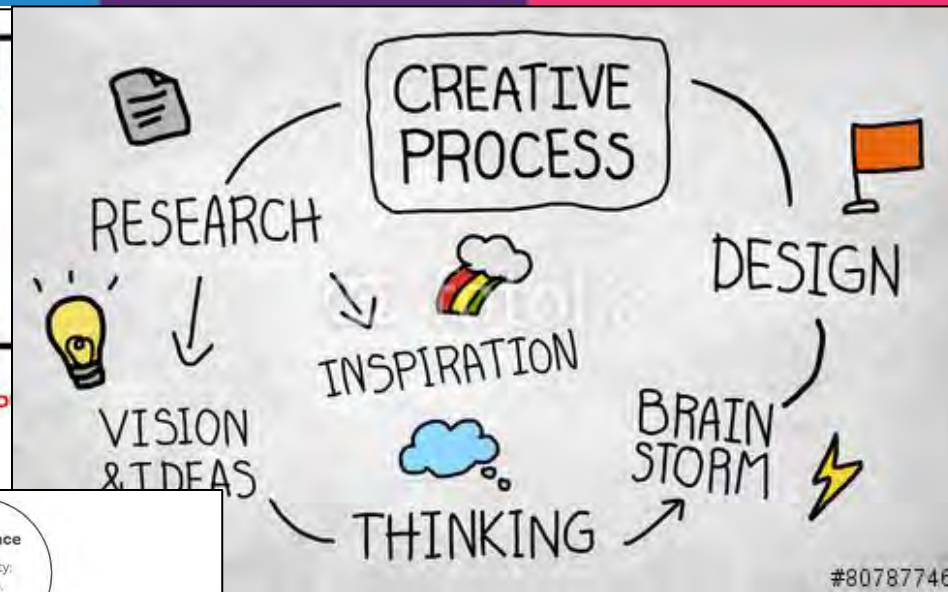 CREATIVE
PROCESS
RESEARCH
DESIGN
INSPIRATION
VISION
& IDEAS
BRAIN
STORM
THINKING
#80787746